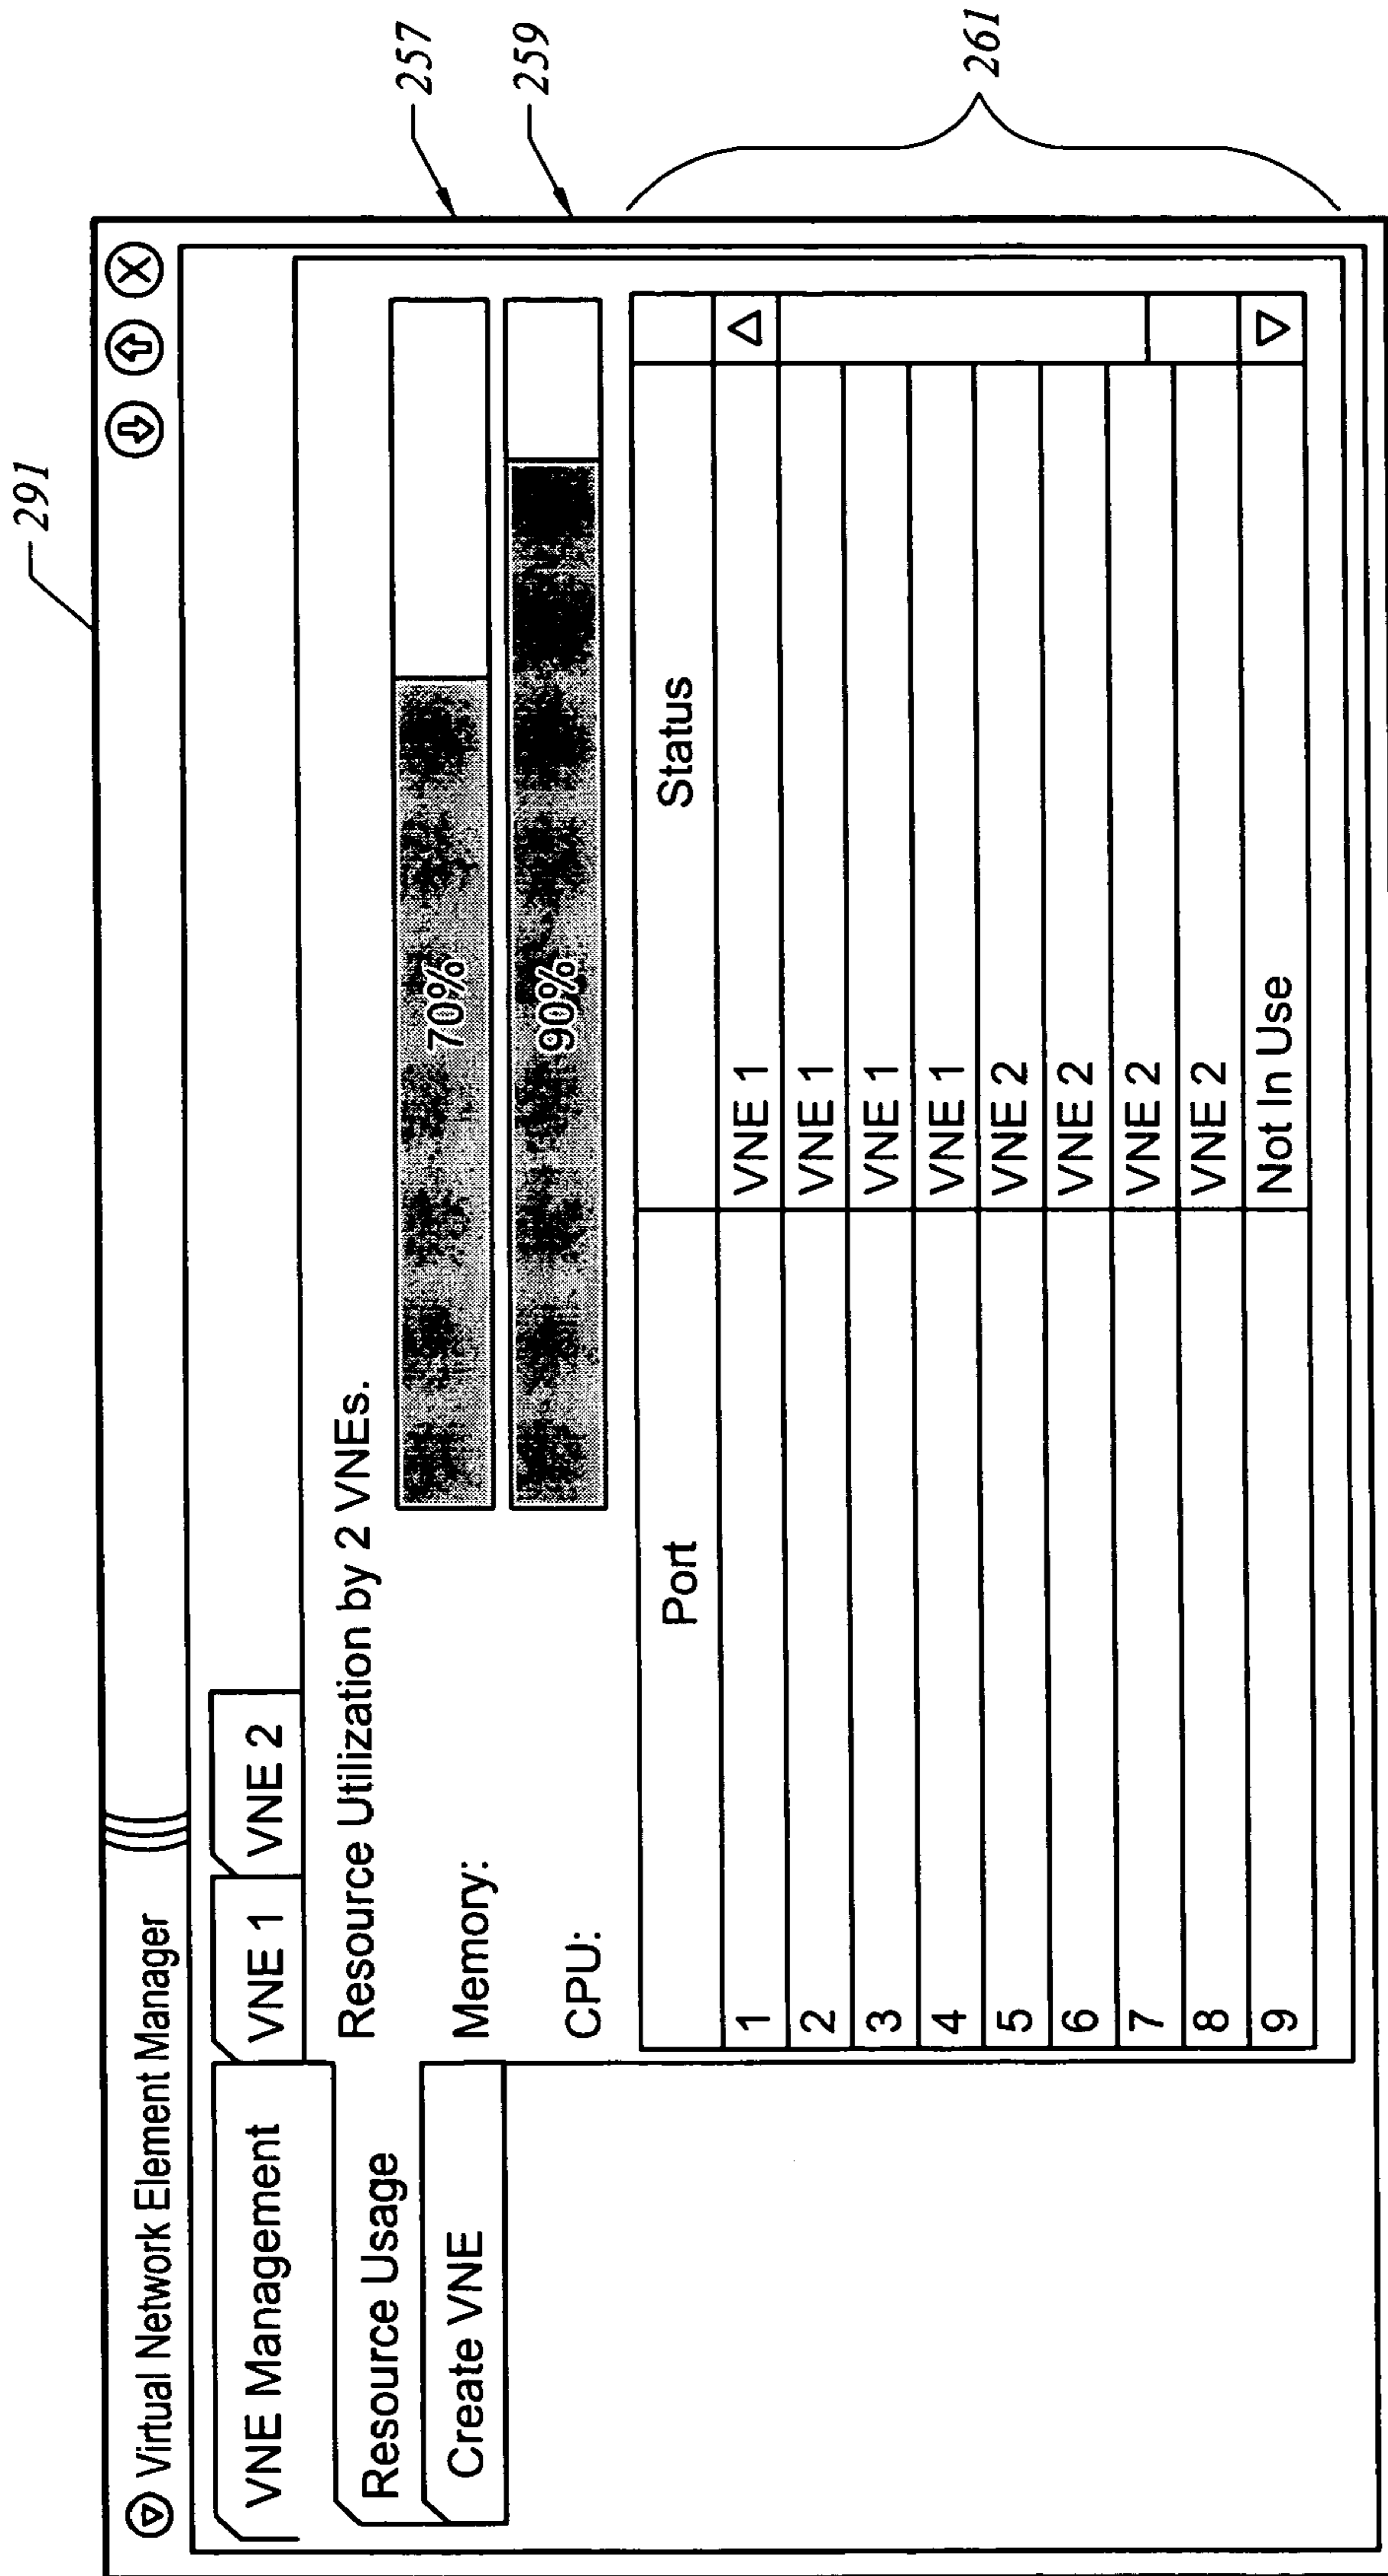 291
Virtual Network Element Manager
VNE Management
VNE 1
VNE 2
Resource Usage
Create VNE
Resource Utilization by 2 VNEs.
Memory:
70%
257
CPU:
90%
259
Port Status
1 VNE 1
2 VNE 1
3 VNE 1
4 VNE 1
5 VNE 2
6 VNE 2
7 VNE 2
8 VNE 2
9 Not In Use
261